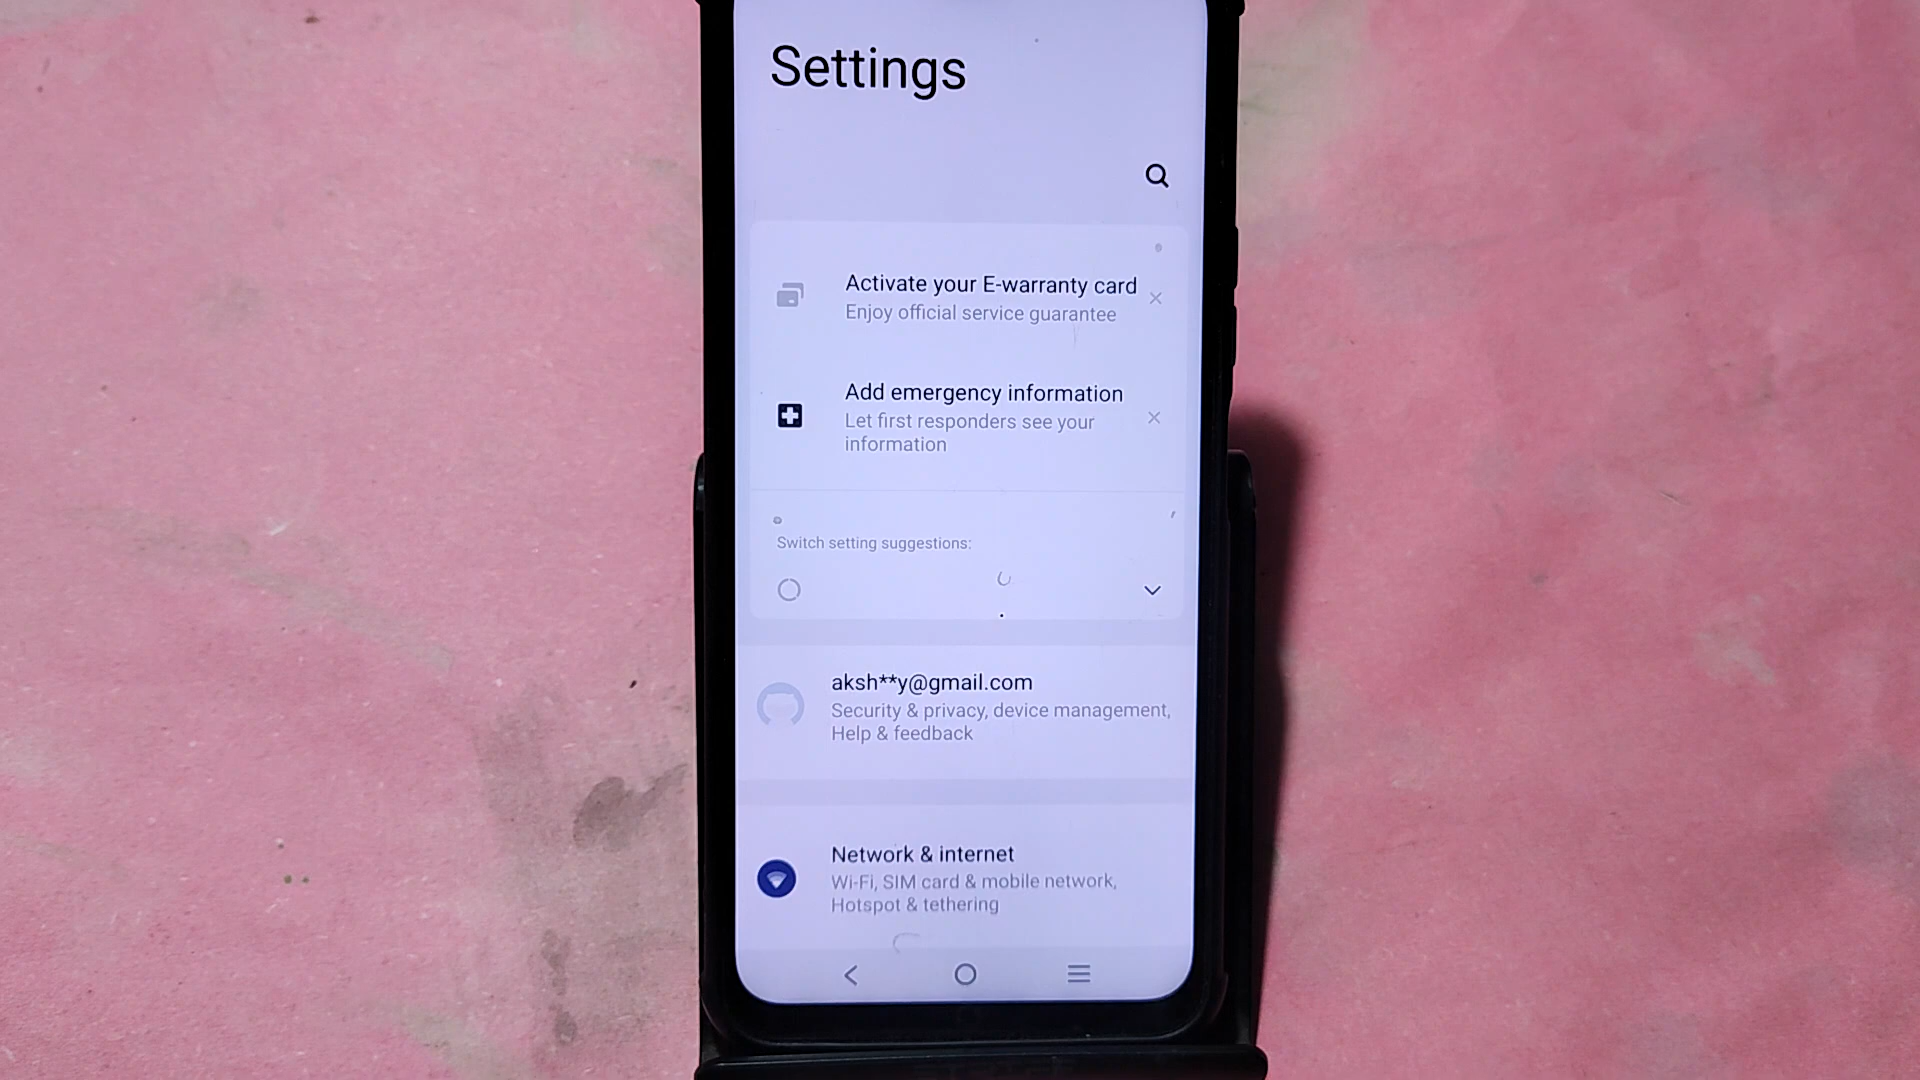 Settings
Activate your E-warranty card
Enjoy official service guarantee
Add emergency information
Let first responders see your
information
Switch setting suggestions:
aksh**y@gmail.com
Security & privacy, device management,
Help & feedback
Network & internet
Wi-Fi, SIM card & mobile network,
Hotspot & tethering